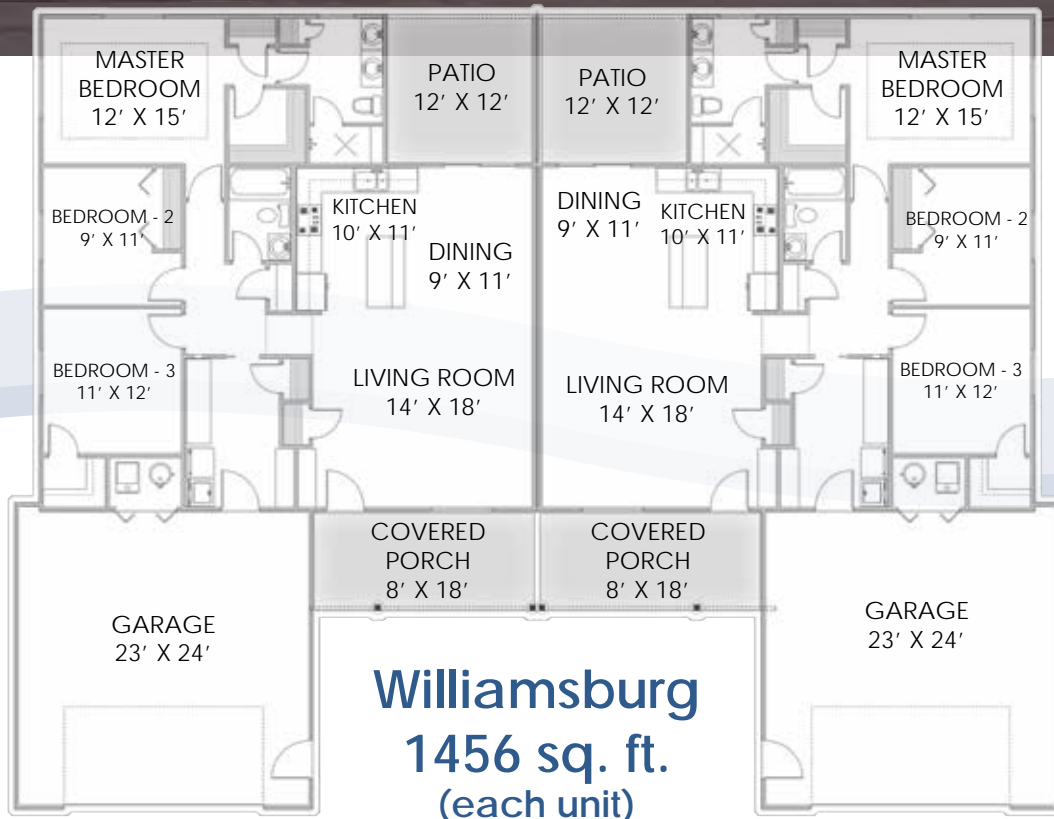 MASTER
BEDROOM
12’ X 15’
PATIO
12’ X 12’
PATIO
12’ X 12’
MASTER
BEDROOM
12’ X 15’
BEDROOM - 2
9’ X 11’
KITCHEN
10’ X 11’
DINING
9’ X 11’
DINING
9’ X 11’
KITCHEN
10’ X 11’
BEDROOM - 2
9’ X 11’
BEDROOM - 3
11’ X 12’
LIVING ROOM
14’ X 18’
LIVING ROOM
14’ X 18’
BEDROOM - 3
11’ X 12’
COVERED
PORCH
8’ X 18’
COVERED
PORCH
8’ X 18’
GARAGE
23’ X 24’
GARAGE
23’ X 24’
Williamsburg
1456 sq. ft.
(each unit)